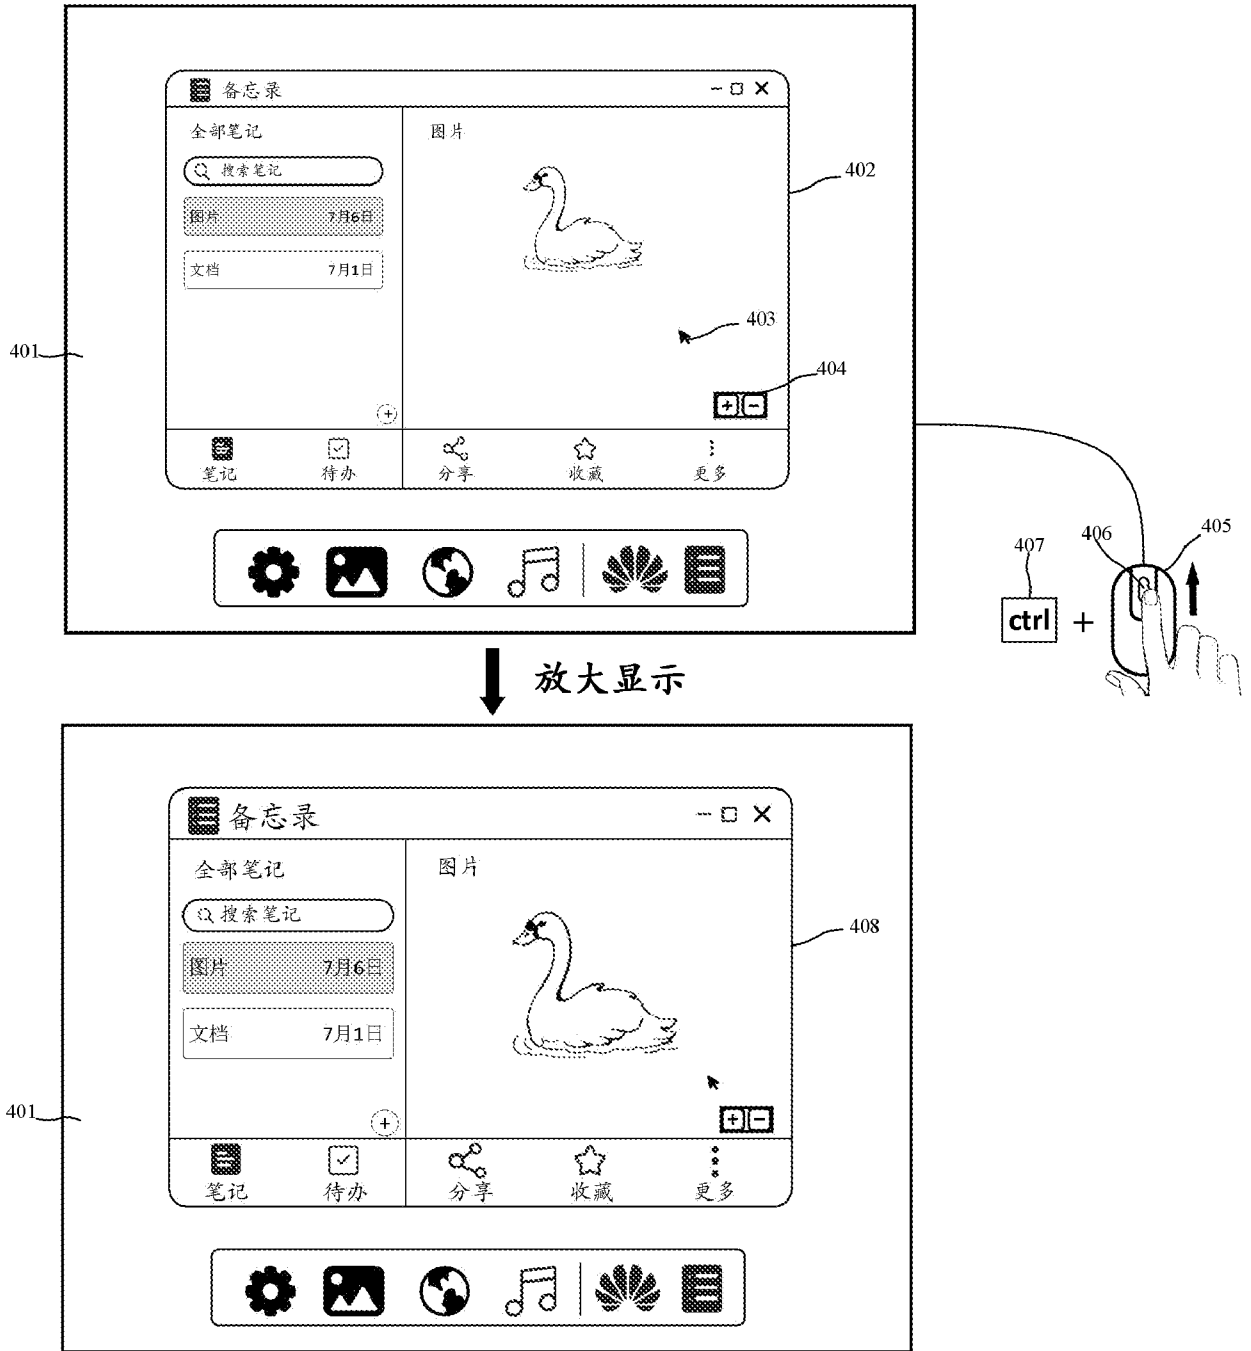 备忘录
全部笔记
搜索笔记
图片 7月6日
文档 7月1日
图片
402
403
404
401
笔记 待办 分享 收藏 更多
405
406
407
ctrl +
放大显示
备忘录
全部笔记
搜索笔记
图片 7月6日
文档 7月1日
图片
408
401
笔记 待办 分享 收藏 更多